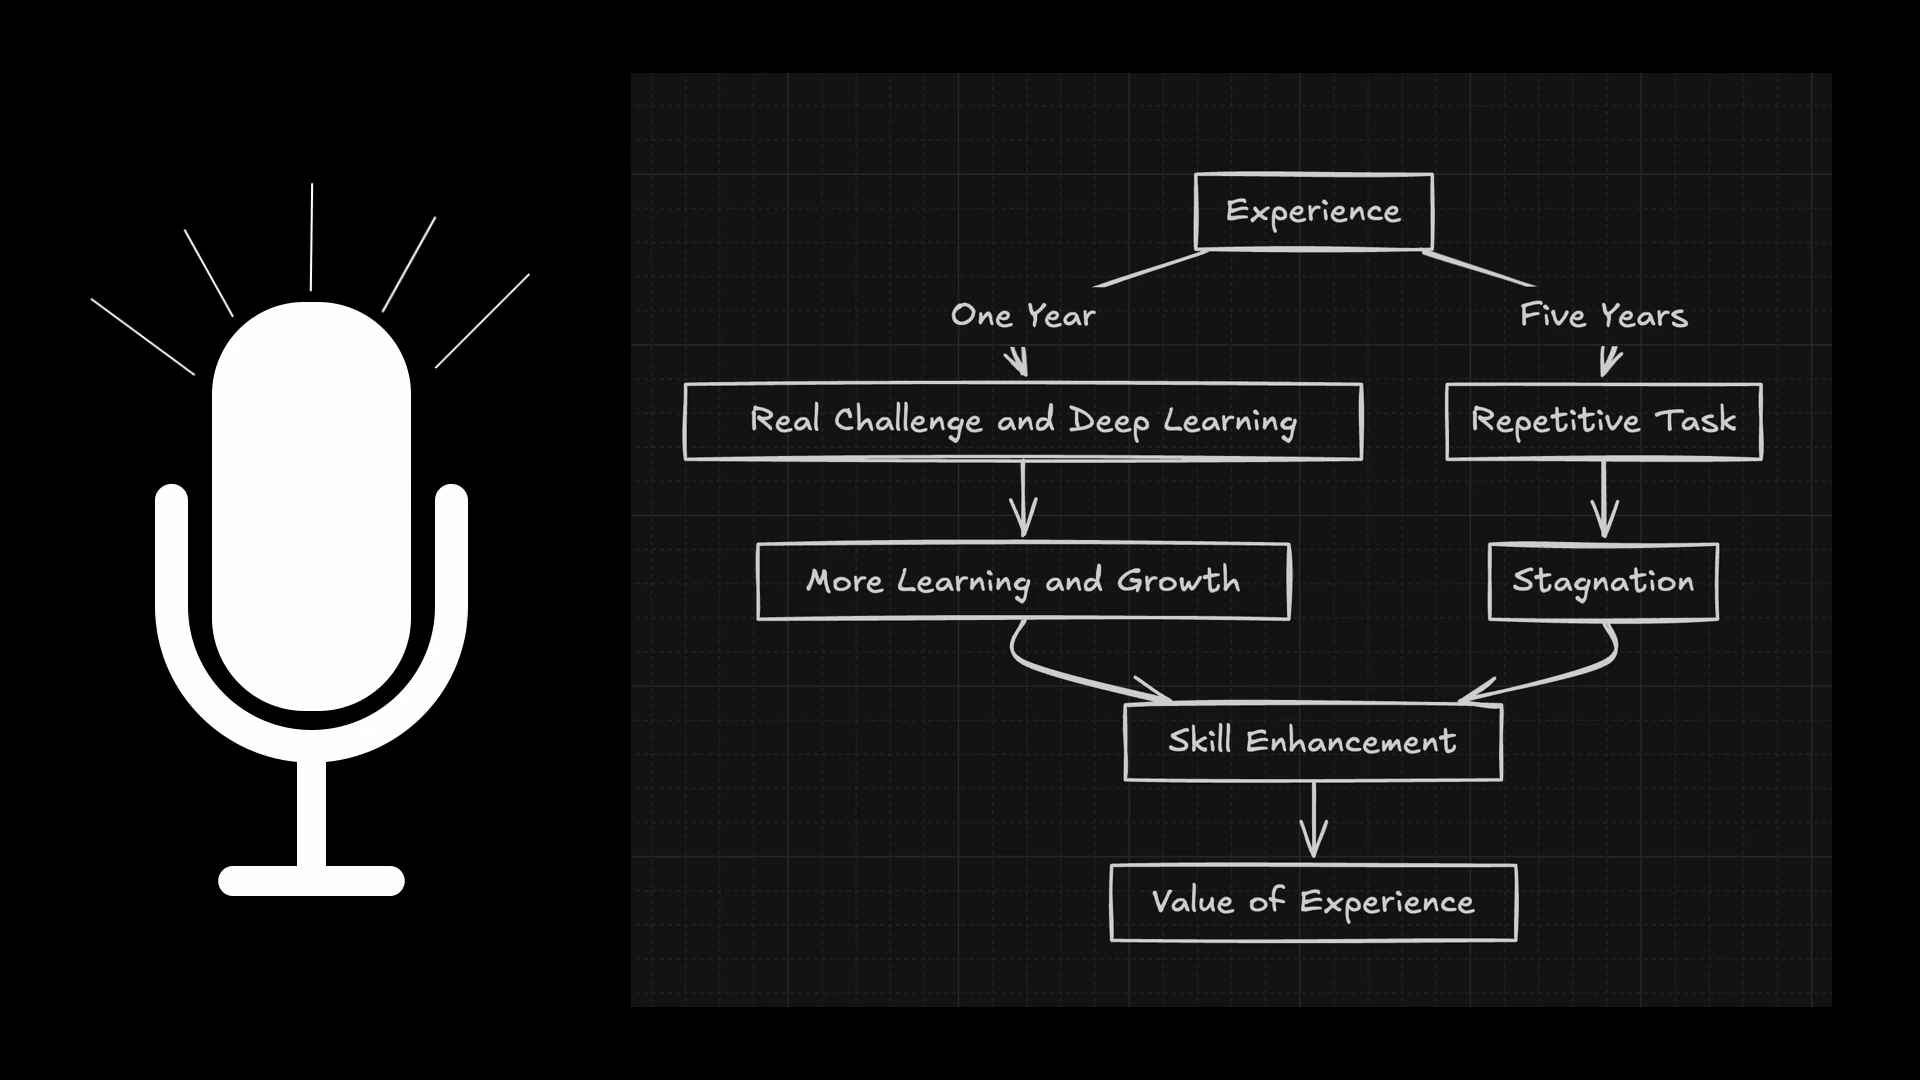 Experience
One Year
Five Years
Real Challenge and Deep Learning
Repetitive Task
More Learning and Growth
Stagnation
Skill Enhancement
Value of Experience